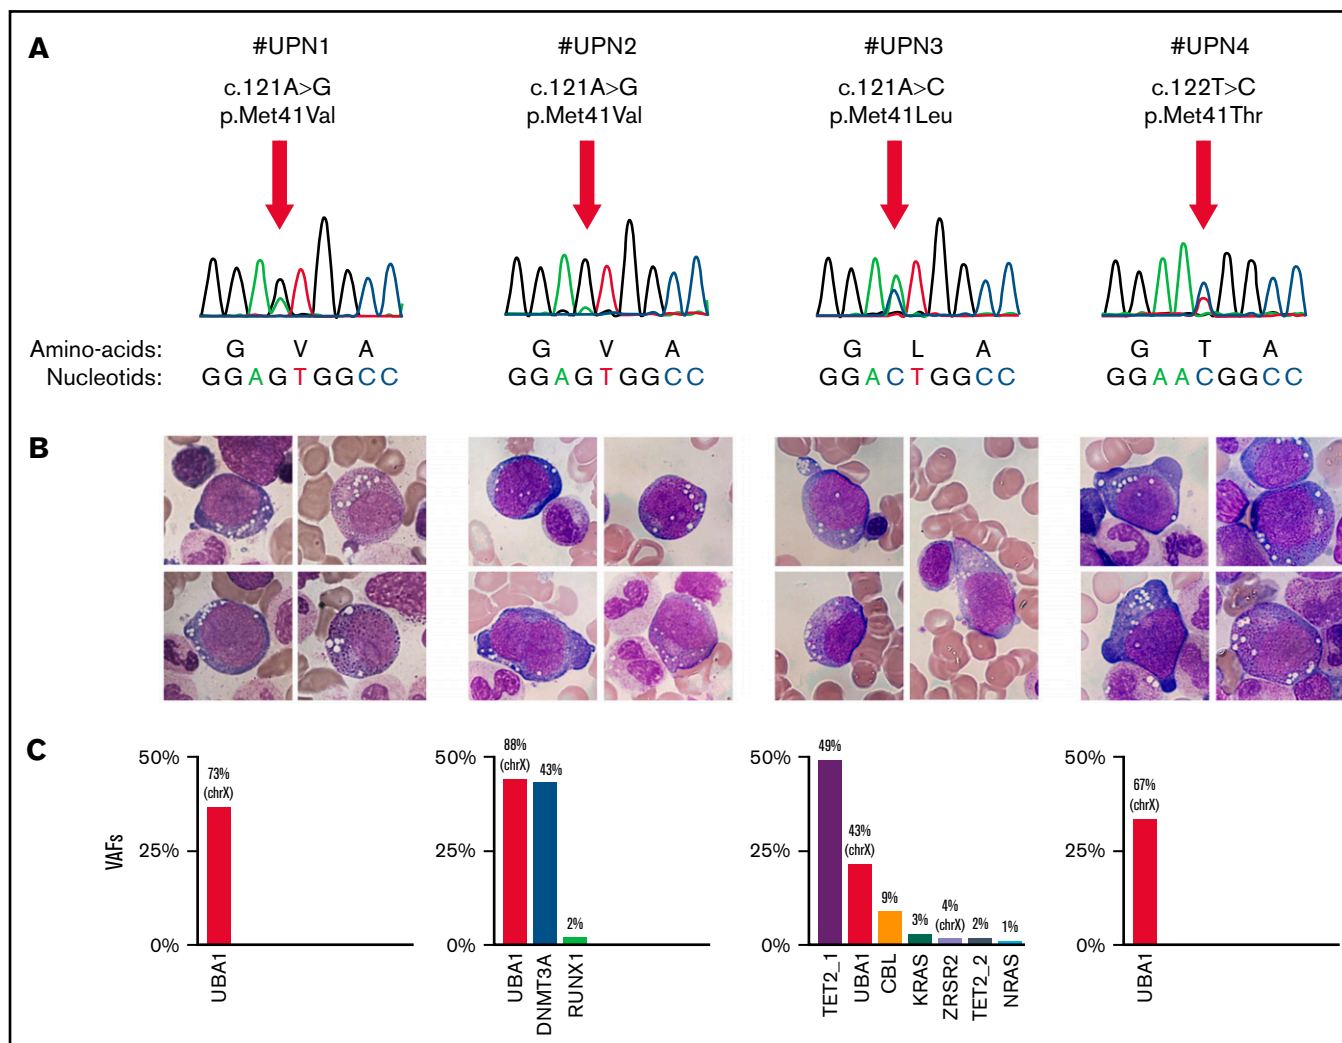 A
#UPN1 #UPN2 #UPN3 #UPN4
c.121A>G c.121A>G c.121A>C c.122T>C
p.Met41Val p.Met41Val p.Met41Leu p.Met41Thr
Amino-acids: G V A G V A G L A G T A
Nucleotids: GGAGTGGCC GGAGTGGCC GGACTGGCC GGAACGGCC
B
C
VAFs
50%
25%
0%
73%
(chrX)
UBA1
50%
25%
0%
88%
(chrX)
43%
2%
UBA1
DNMT3A
RUNX1
50%
25%
0%
49%
43%
(chrX)
9%
3%
4%
(chrX)
2%
1%
TET2_1
UBA1
CBL
KRAS
ZRSR2
TET2_2
NRAS
50%
25%
0%
67%
(chrX)
UBA1